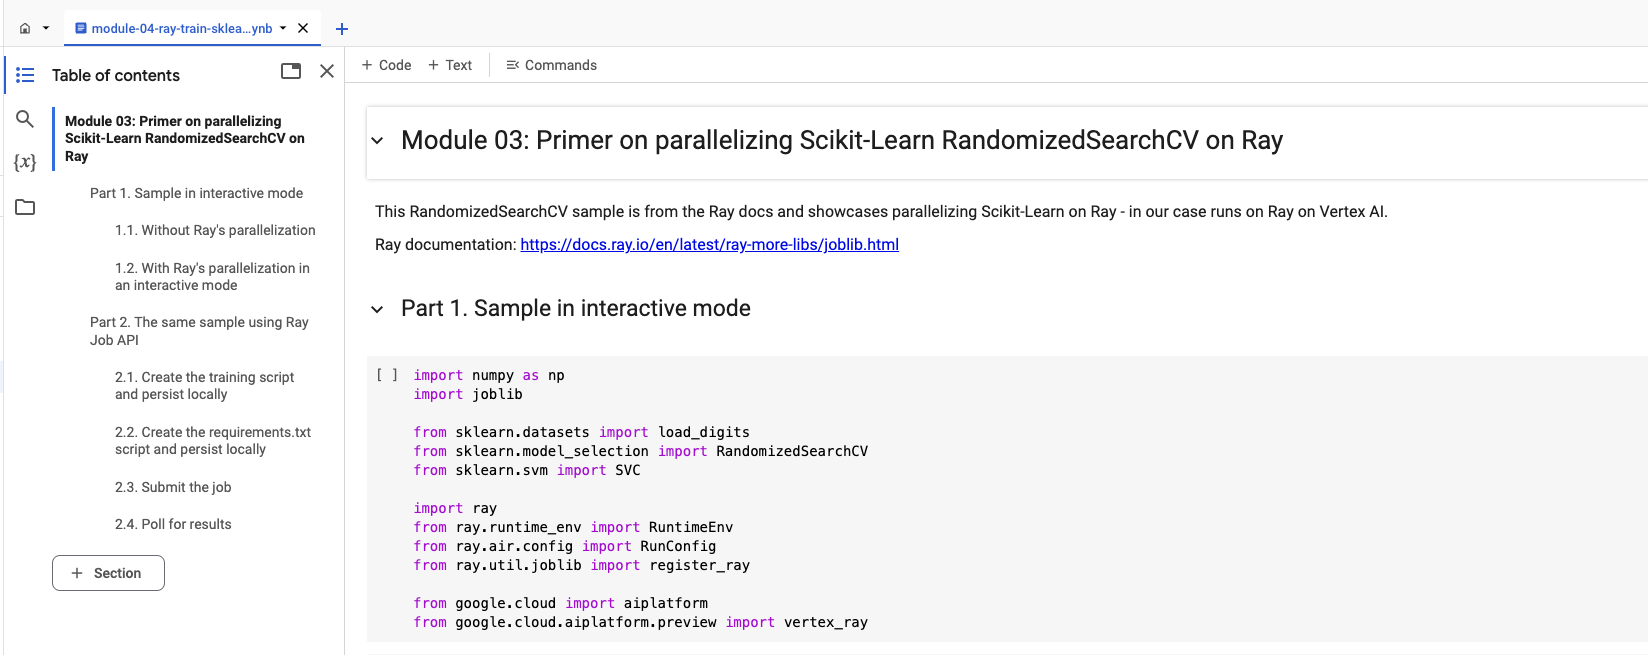 module-04-ray-train-sklea...ynb
Table of contents
Module 03: Primer on parallelizing
Scikit-Learn RandomizedSearchCV on
Ray
Part 1. Sample in interactive mode
1.1. Without Ray's parallelization
1.2. With Ray's parallelization in
an interactive mode
Part 2. The same sample using Ray
Job API
2.1. Create the training script
and persist locally
2.2. Create the requirements.txt
script and persist locally
2.3. Submit the job
2.4. Poll for results
+ Section
{x}
+ Code + Text Commands
Module 03: Primer on parallelizing Scikit-Learn RandomizedSearchCV on Ray
This RandomizedSearchCV sample is from the Ray docs and showcases parallelizing Scikit-Learn on Ray - in our case runs on Ray on Vertex AI.
Ray documentation: https://docs.ray.io/en/latest/ray-more-libs/joblib.html
Part 1. Sample in interactive mode
[ ] import numpy as np
import joblib
from sklearn.datasets import load_digits
from sklearn.model_selection import RandomizedSearchCV
from sklearn.svm import SVC
import ray
from ray.runtime_env import RuntimeEnv
from ray.air.config import RunConfig
from ray.util.joblib import register_ray
from google.cloud import aiplatform
from google.cloud.aiplatform.preview import vertex_ray